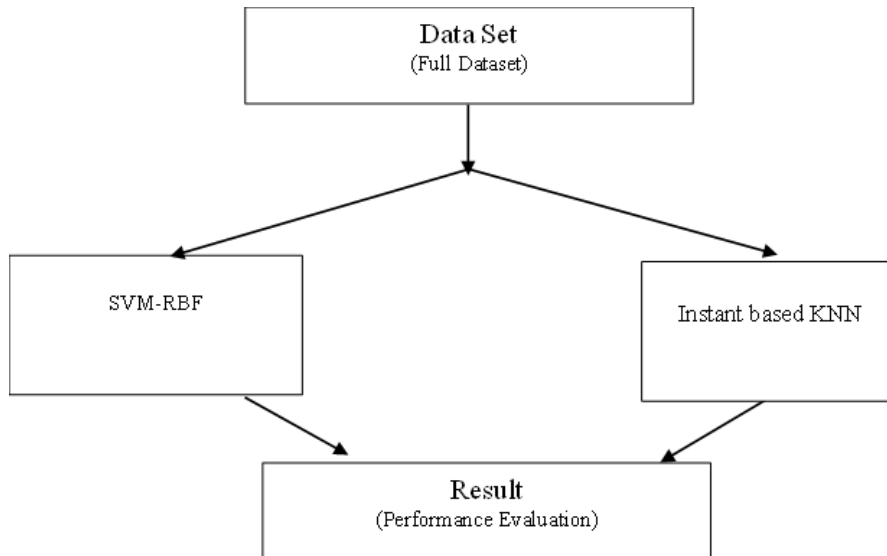 Data Set
(Full Dataset)
SVM-RBF
Instant based KNN
Result
(Performance Evaluation)